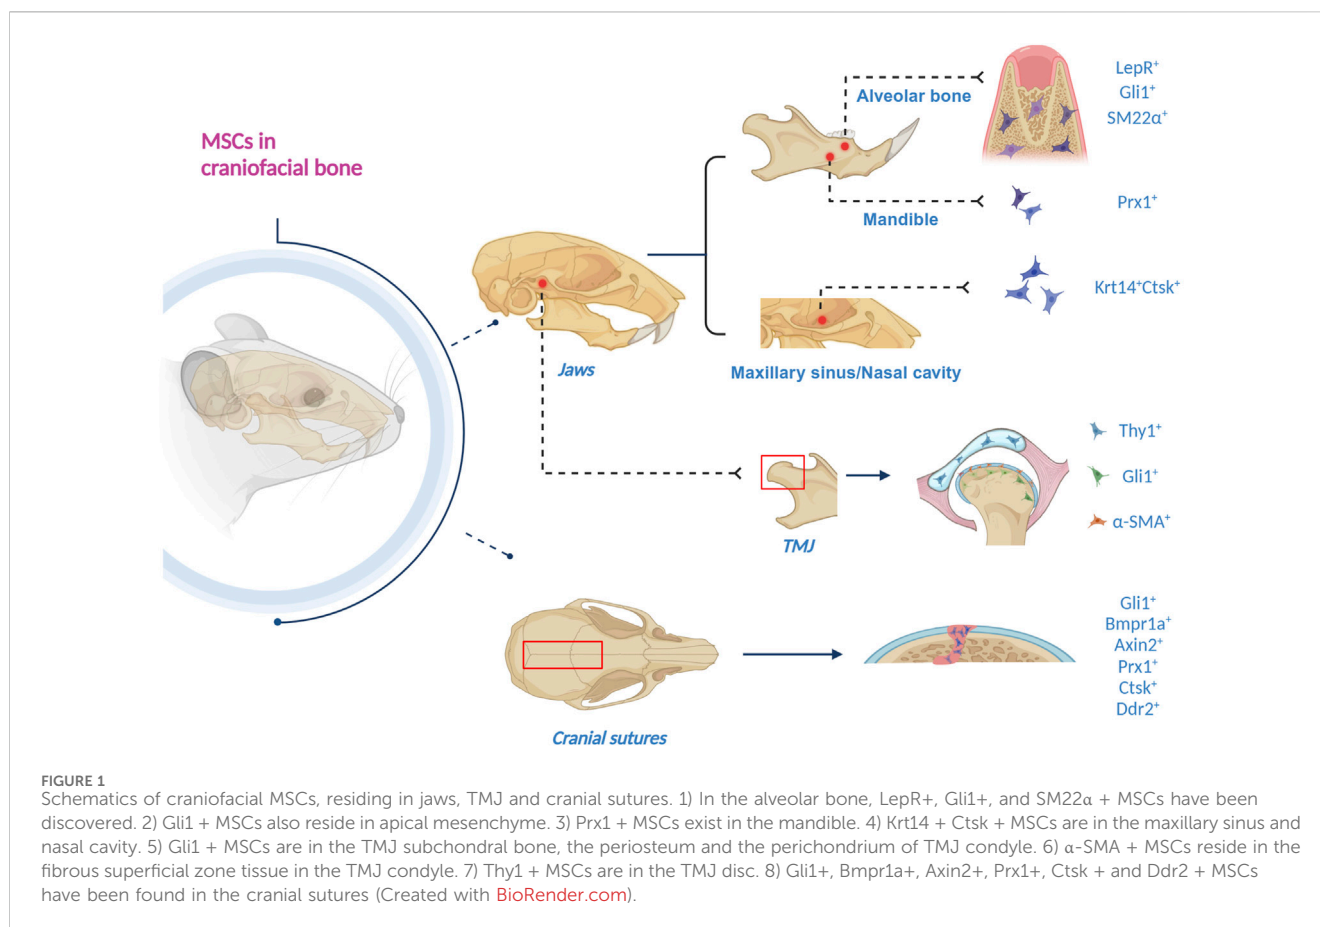 MSCs in
craniofacial bone
Alveolar bone
LepR⁺
Gli1⁺
SM22α⁺
Mandible
Prx1⁺
Krt14⁺Ctsk⁺
Jaws
Maxillary sinus/Nasal cavity
Thy1⁺
Gli1⁺
α-SMA⁺
TMJ
Gli1⁺
Bmpr1a⁺
Axin2⁺
Prx1⁺
Ctsk⁺
Ddr2⁺
Cranial sutures
FIGURE 1
Schematics of craniofacial MSCs, residing in jaws, TMJ and cranial sutures. 1) In the alveolar bone, LepR+, Gli1+, and SM22α + MSCs have been
discovered. 2) Gli1 + MSCs also reside in apical mesenchyme. 3) Prx1 + MSCs exist in the mandible. 4) Krt14 + Ctsk + MSCs are in the maxillary sinus and
nasal cavity. 5) Gli1 + MSCs are in the TMJ subchondral bone, the periosteum and the perichondrium of TMJ condyle. 6) α-SMA + MSCs reside in the
fibrous superficial zone tissue in the TMJ condyle. 7) Thy1 + MSCs are in the TMJ disc. 8) Gli1+, Bmpr1a+, Axin2+, Prx1+, Ctsk + and Ddr2 + MSCs
have been found in the cranial sutures (Created with BioRender.com).